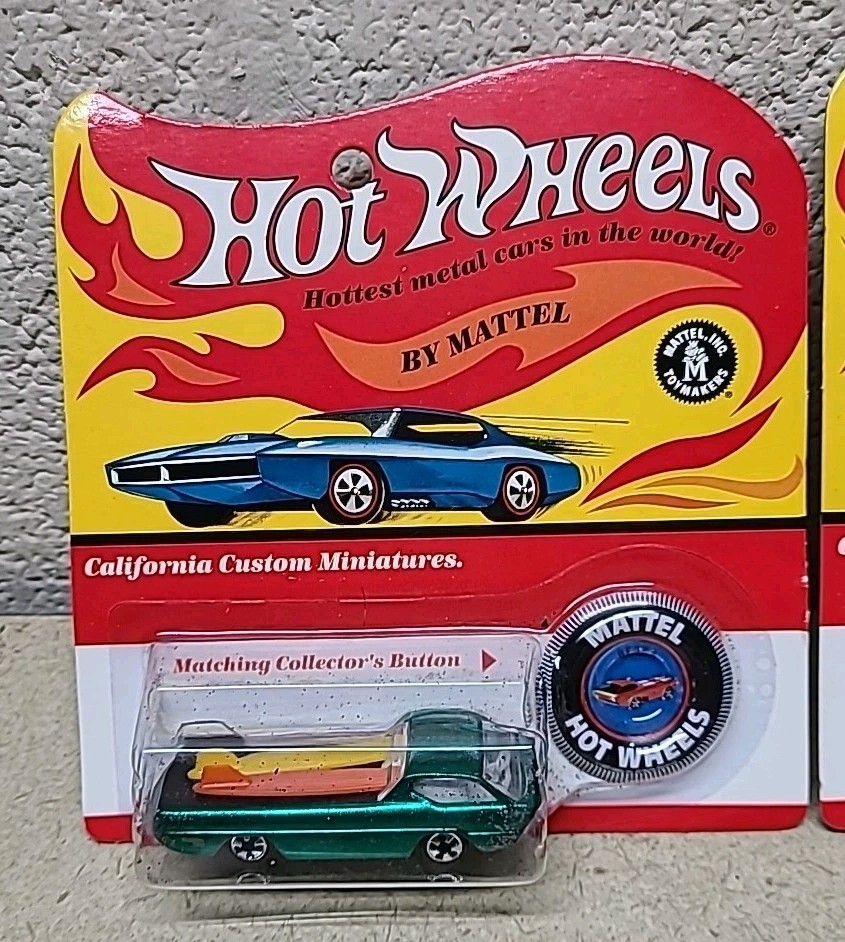 Hot Wheels®
Hottest metal cars in the world!
BY MATTEL
MATTEL, INC.
M
TOYMAKERS®
California Custom Miniatures.
Matching Collector's Button
MATTEL
HOT WHEELS